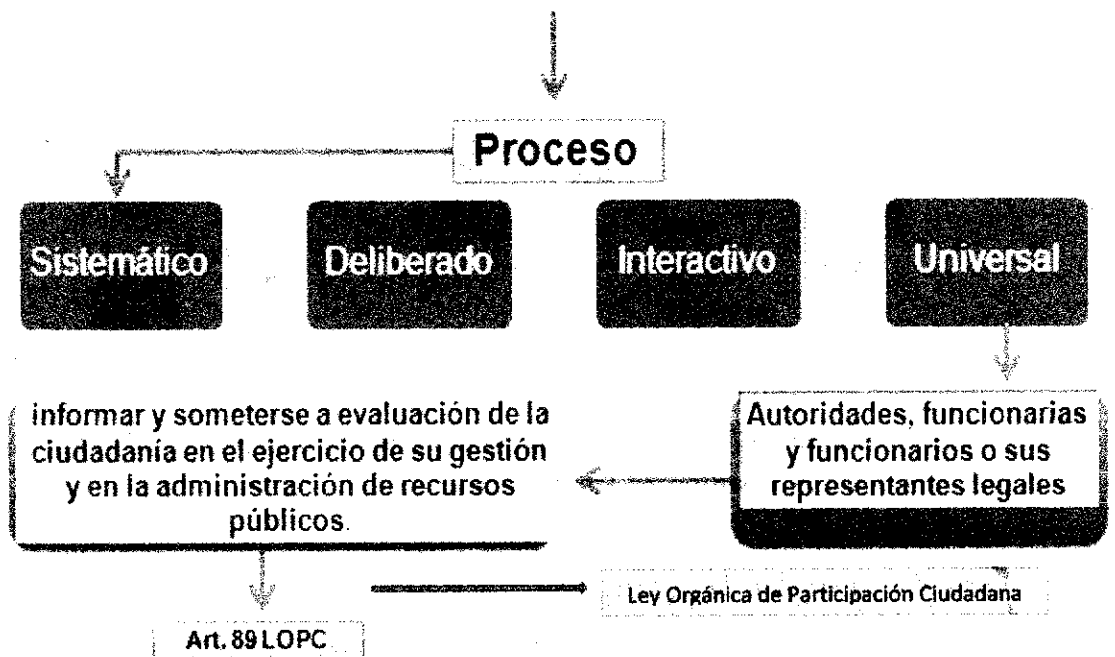 Proceso
Sistemático
Deliberado
Interactivo
Universal
informar y someterse a evaluación de la
ciudadanía en el ejercicio de su gestión
y en la administración de recursos
públicos.
Autoridades, funcionarias
y funcionarios o sus
representantes legales
Ley Orgánica de Participación Ciudadana
Art. 89 LOPC